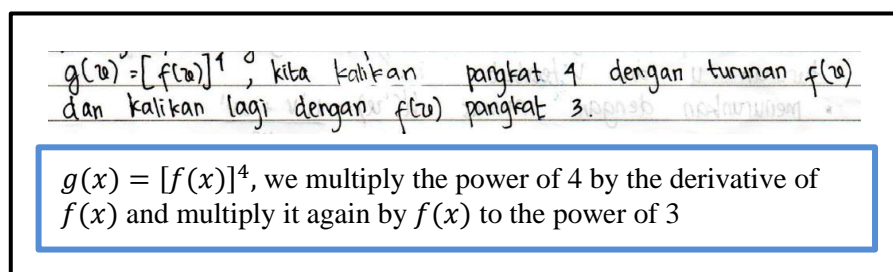 g(x) = [f(x)]⁴, kita kalikan pangkat 4 dengan turunan f(x)
dan kalikan lagi dengan f(x) pangkat 3.
g(x) = [f(x)]⁴, we multiply the power of 4 by the derivative of
f(x) and multiply it again by f(x) to the power of 3